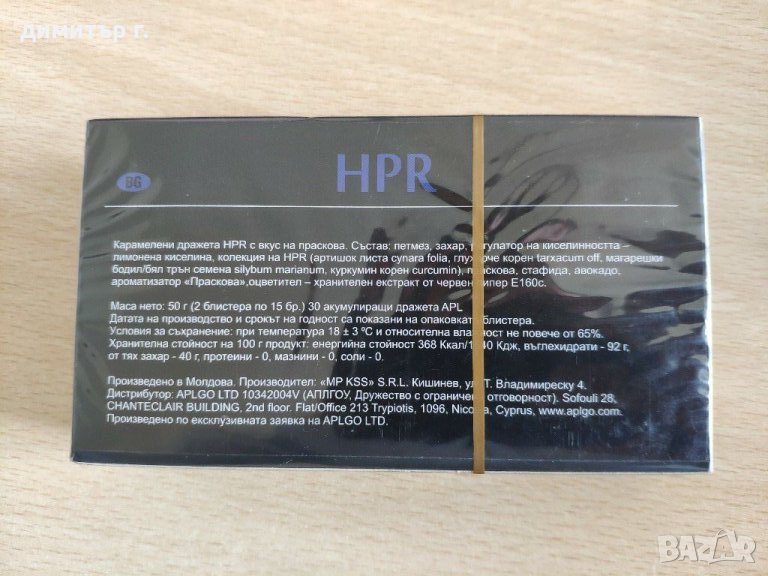 димитър г.
BG
HPR
Карамелени дражета HPR с вкус на праскова. Състав: петмез, захар, регулатор на киселинността –
лимонена киселина, колекция на HPR (артишок листа cynara folia, глухарче корен tarxacum off, магарешки
бодил/бял трън семена silybum marianum, куркумин корен curcumin), праскова, стафида, авокадо,
ароматизатор «Праскова»,оцветител – хранителен екстракт от червен пипер E160c.
Маса нето: 50 г (2 блистера по 15 бр.) 30 акумулиращи дражета APL
Датата на производство и срокът на годност са показани на опаковката/блистера.
Условия за съхранение: при температура 18 ± 3 ºC и относителна влажност не повече от 65%.
Хранителна стойност на 100 г продукт: енергийна стойност 368 Ккал/ Кдж, въглехидрати - 92 г,
от тях захар - 40 г, протеини - 0, мазнини - 0, соли - 0.
Произведено в Молдова. Производител: «MP KSS» S.R.L. Кишинев, ул. Т. Владимиреску 4.
Дистрибутор: APLGO LTD 10342004V (АПЛГОУ, Дружество с ограничена отговорност). Sofouli 28,
CHANTECLAIR BUILDING, 2nd floor. Flat/Office 213 Trypiotis, 1096, Nicosia, Cyprus, www.aplgo.com.
Произведено по ексклузивната заявка на APLGO LTD.
BAZAR